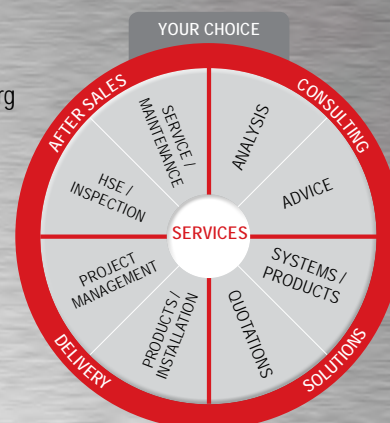 YOUR CHOICE
rg
AFTER SALES
CONSULTING
SERVICE /
MAINTENANCE
ANALYSIS
HSE /
INSPECTION
ADVICE
SERVICES
PROJECT
MANAGEMENT
SYSTEMS /
PRODUCTS
PRODUCTS /
INSTALLATION
QUOTATIONS
DELIVERY
SOLUTIONS